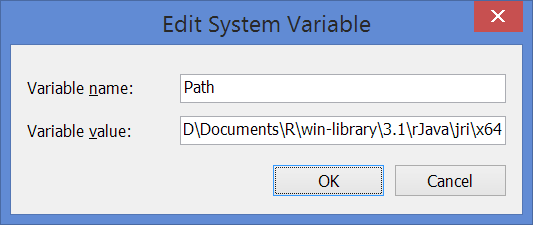 Edit System Variable
Variable name: Path
Variable value: D\Documents\R\win-library\3.1\rJava\jri\x64
OK Cancel